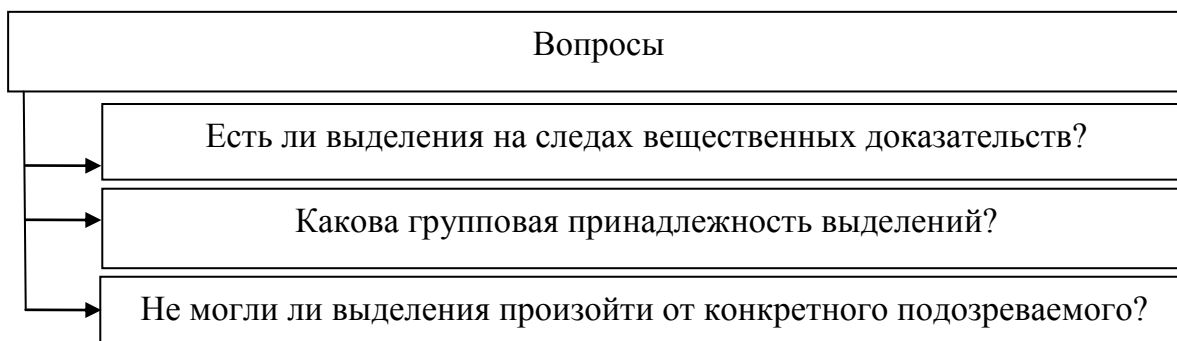 Вопросы
Есть ли выделения на следах вещественных доказательств?
Какова групповая принадлежность выделений?
Не могли ли выделения произойти от конкретного подозреваемого?